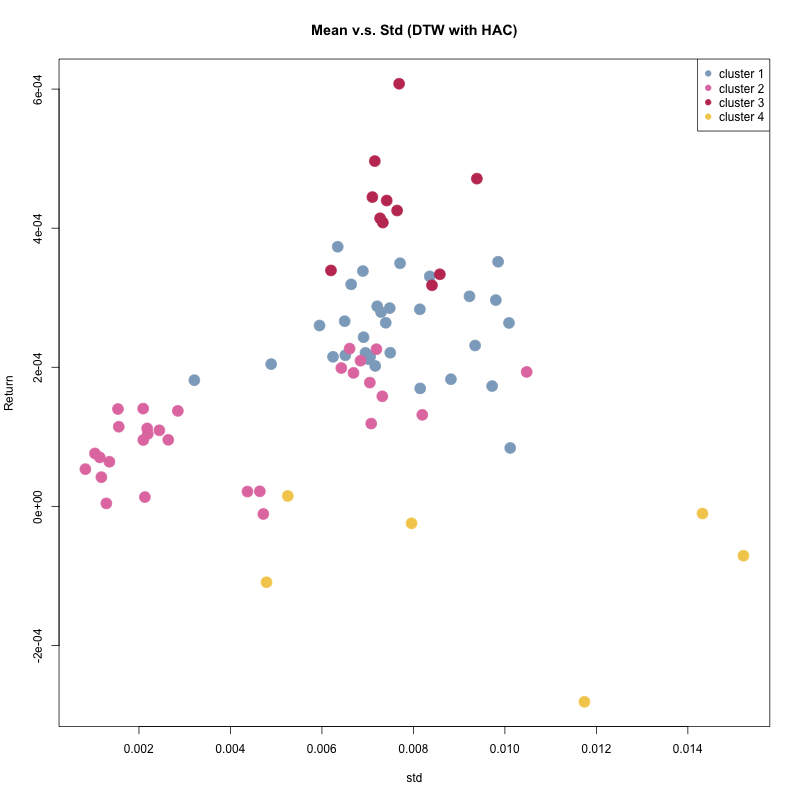 Mean v.s. Std (DTW with HAC)
cluster 1
cluster 2
cluster 3
cluster 4
6e-04
4e-04
2e-04
0e+00
-2e-04
Return
0.002
0.004
0.006
0.008
0.010
0.012
0.014
std